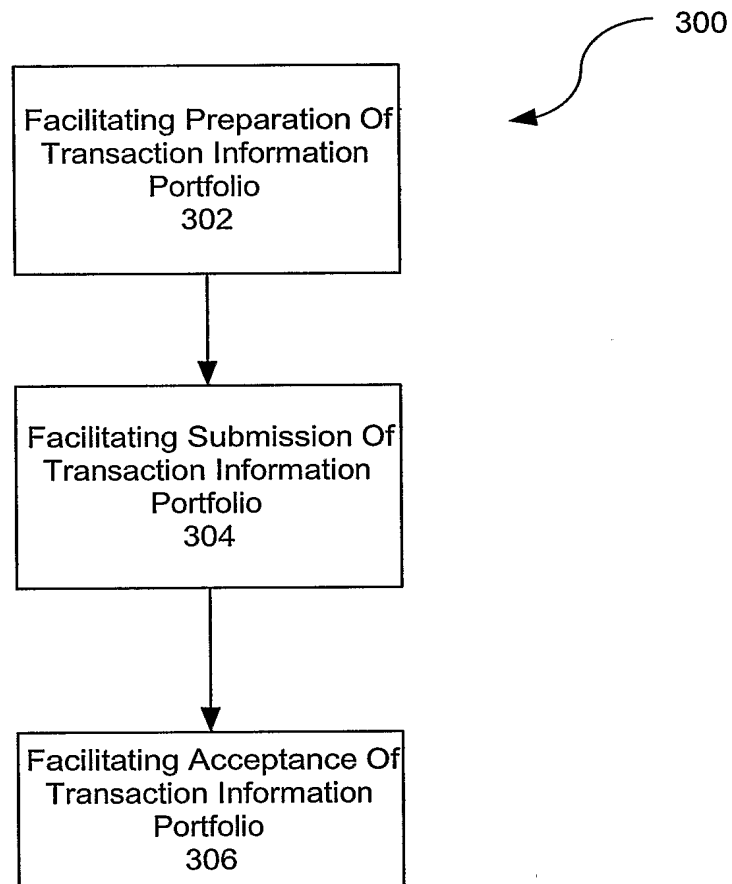 300
Facilitating Preparation Of
Transaction Information
Portfolio
302
Facilitating Submission Of
Transaction Information
Portfolio
304
Facilitating Acceptance Of
Transaction Information
Portfolio
306